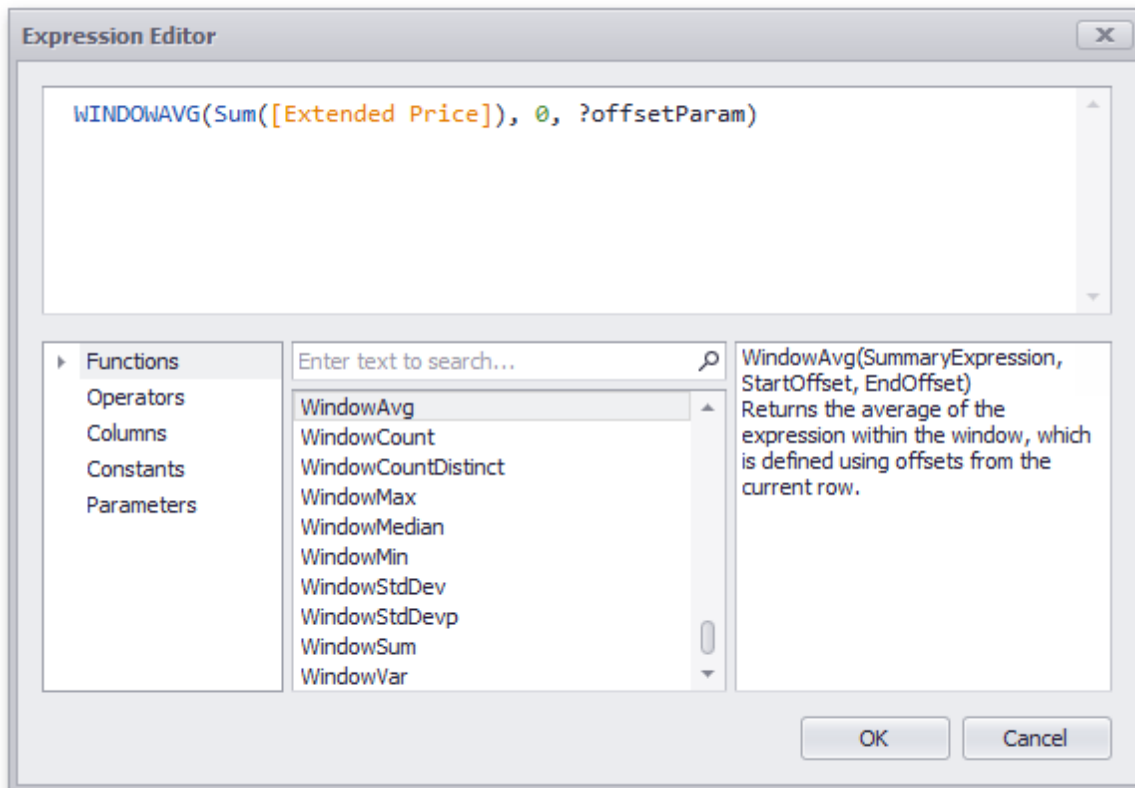 Expression Editor
WINDOWAVG(Sum([Extended Price]), 0, ?offsetParam)
Functions
Operators
Columns
Constants
Parameters
Enter text to search...
WindowAvg
WindowCount
WindowCountDistinct
WindowMax
WindowMedian
WindowMin
WindowStdDev
WindowStdDevp
WindowSum
WindowVar
WindowAvg(SummaryExpression,
StartOffset, EndOffset)
Returns the average of the
expression within the window, which
is defined using offsets from the
current row.
OK
Cancel